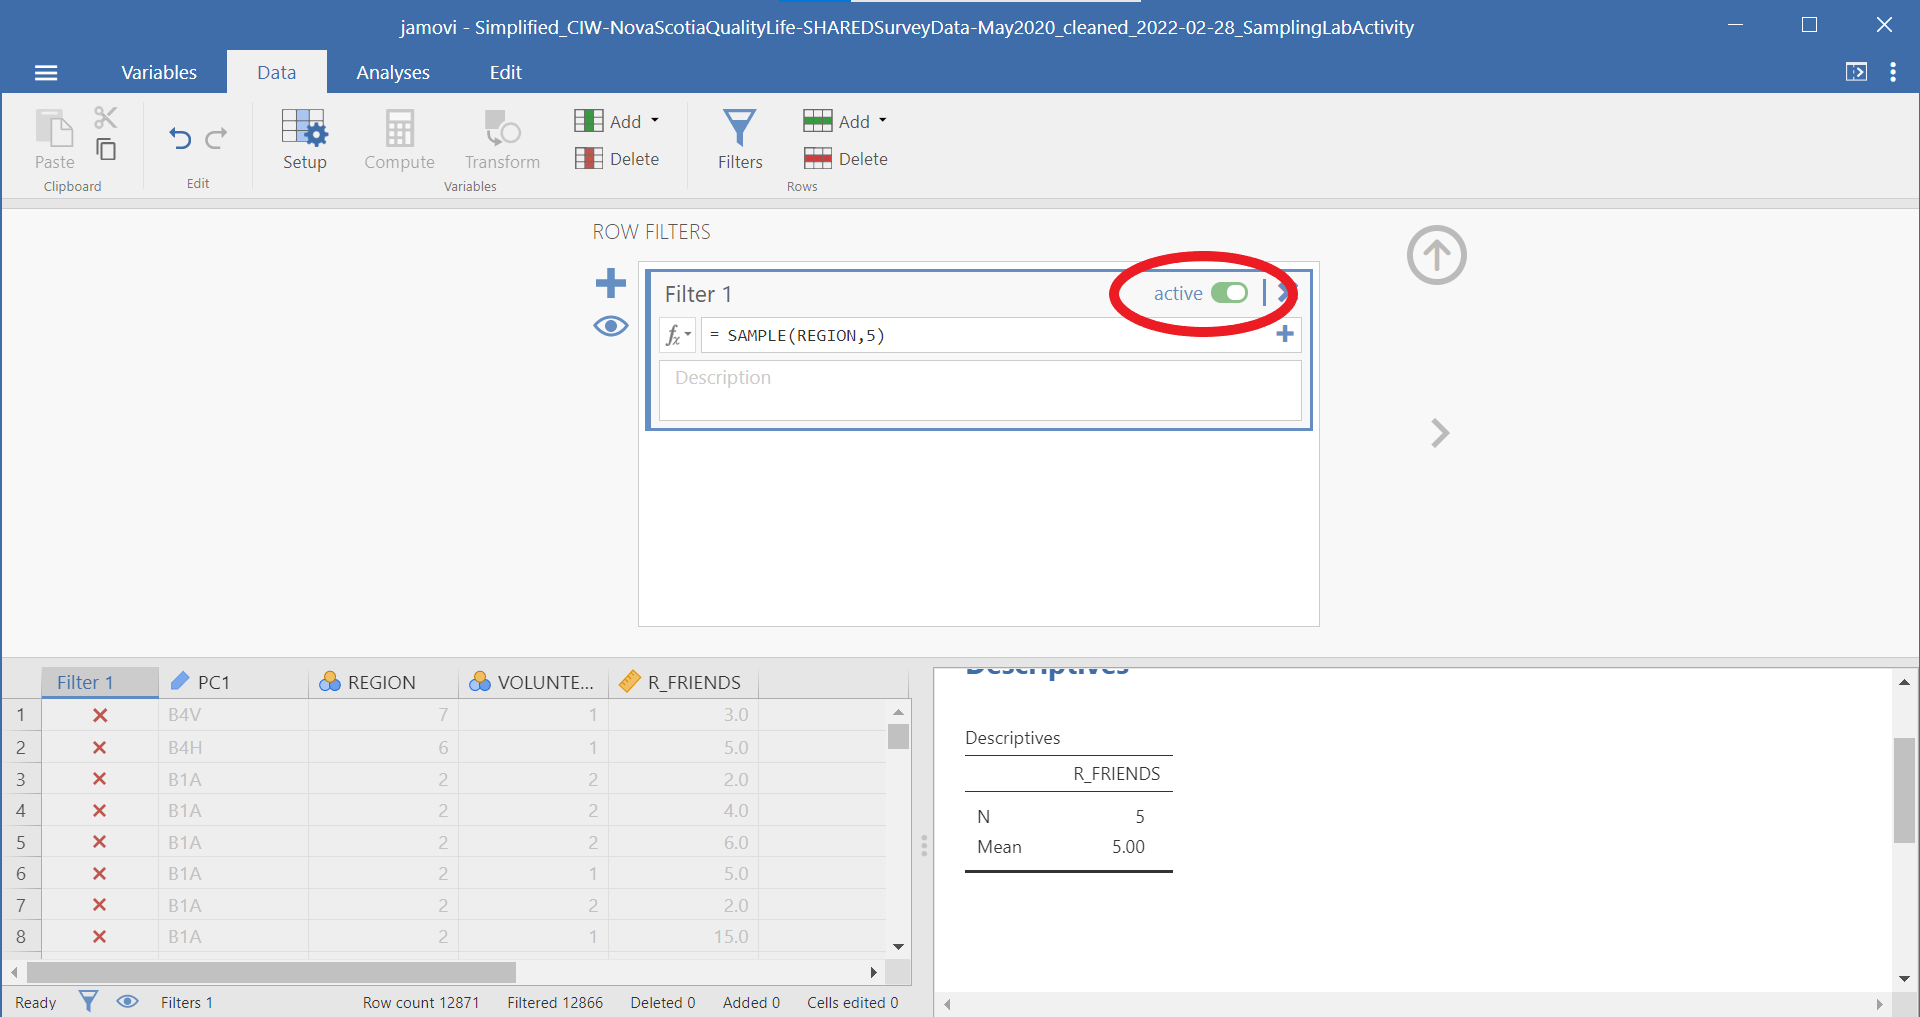 jamovi - Simplified_CIW-NovaScotiaQualityLife-SHAREDSurveyData-May2020_cleaned_2022-02-28_SamplingLabActivity
Variables Data Analyses Edit
Paste
Clipboard
Edit
Setup Compute Transform
Add
Delete
Variables
Filters
Add
Delete
Rows
ROW FILTERS
Filter 1 active
fx = SAMPLE(REGION,5)
Description
Filter 1 PC1 REGION VOLUNTE... R_FRIENDS
1 B4V 7 1 3.0
2 B4H 6 1 5.0
3 B1A 2 2 2.0
4 B1A 2 2 4.0
5 B1A 2 2 6.0
6 B1A 2 1 5.0
7 B1A 2 2 2.0
8 B1A 2 1 15.0
Descriptives
Descriptives
R_FRIENDS
N 5
Mean 5.00
Ready Filters 1 Row count 12871 Filtered 12866 Deleted 0 Added 0 Cells edited 0